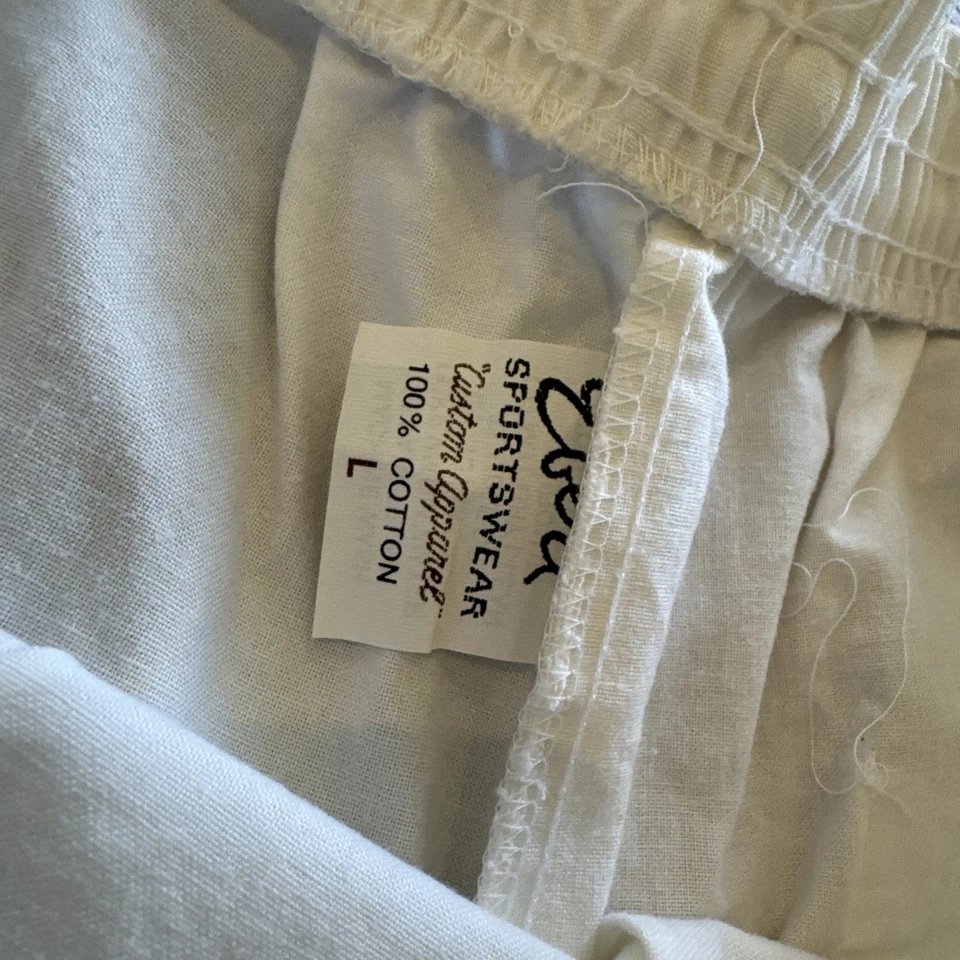 SPORTSWEAR
"Custom Apparel"
100% COTTON
L